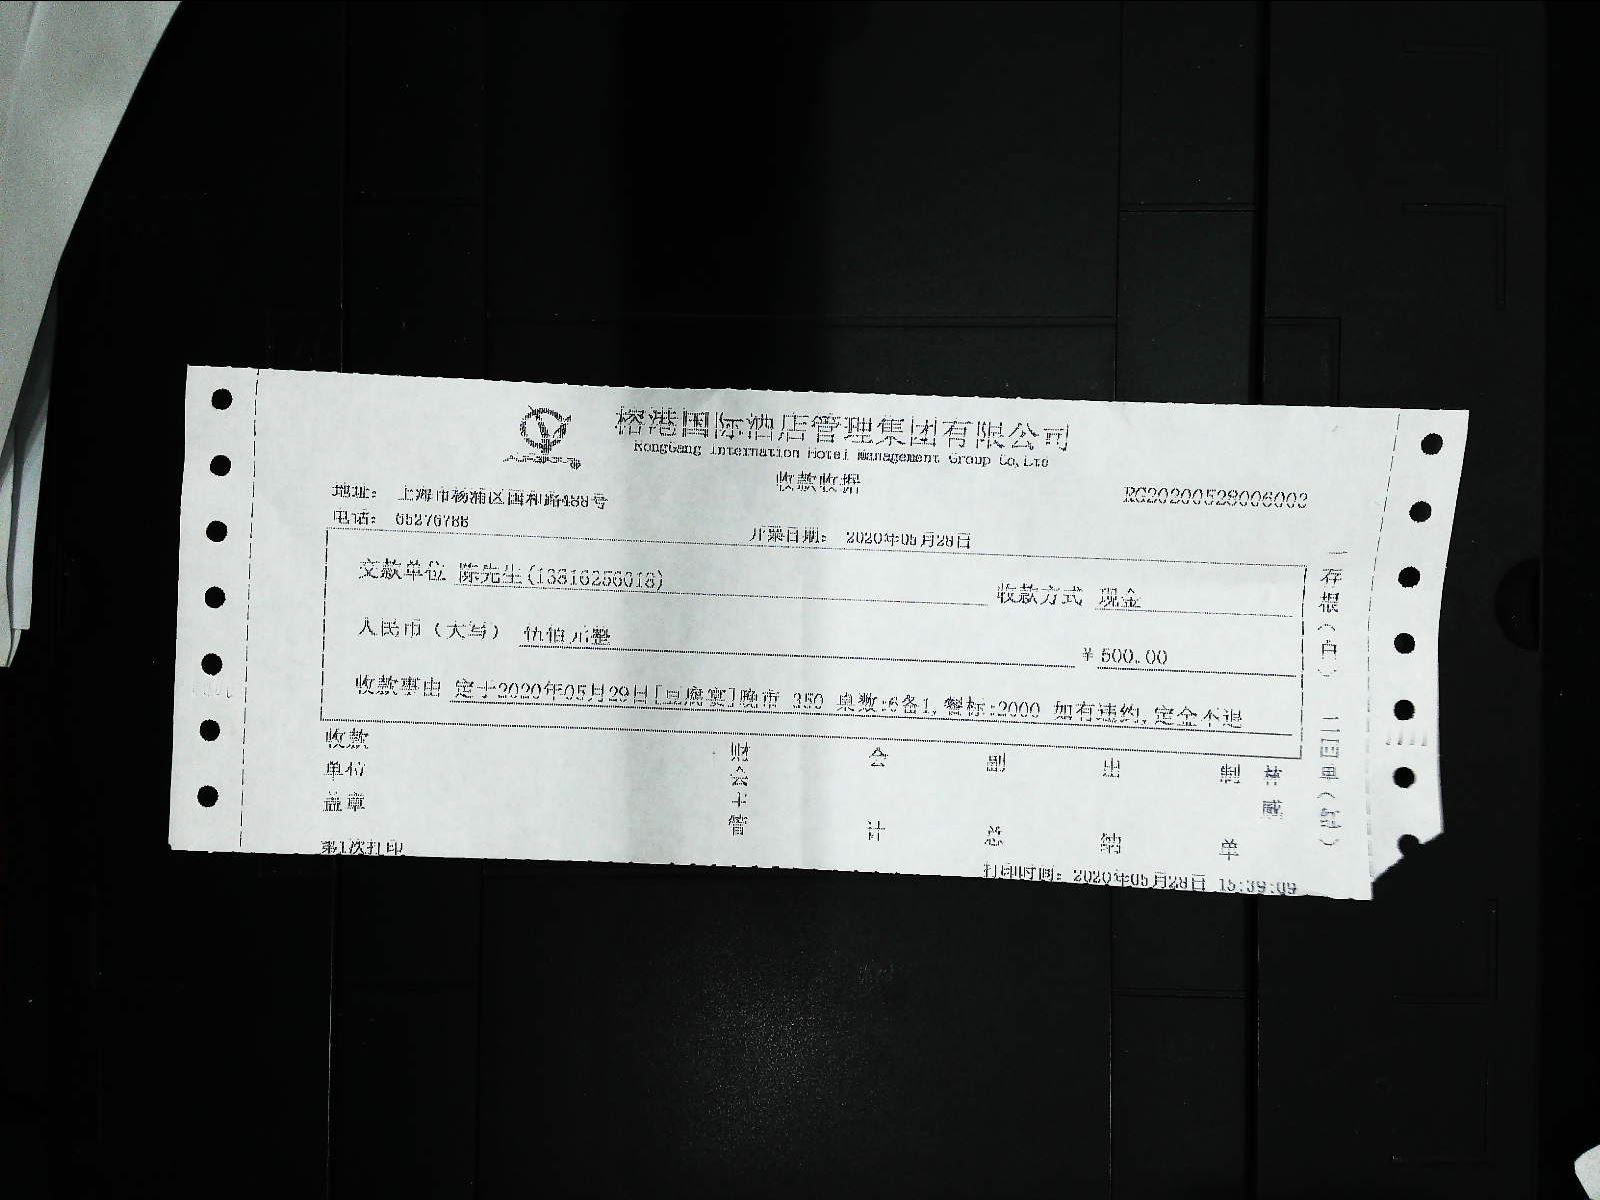 榕港国际酒店管理集团有限公司
RongGang Internation Hotel Management Group Co,Ltd
收款收据
地址： 上海市杨浦区国和路488号
RG20200528006003
电话： 65276788
开票日期： 2020年05月28日
交款单位 陈先生(13816256018)
收款方式 现金
人民币（大写） 伍佰元整
¥ 500.00
收款事由 定于2020年05月29日[豆腐宴]晚市 350 桌数:6备1,餐标:2000 如有违约,定金不退
一存根（白） 二回单（红）
收款单位盖章
财会主管
会计
副总
出纳
制单
第1次打印
打印时间： 2020年05月28日 15:39:09